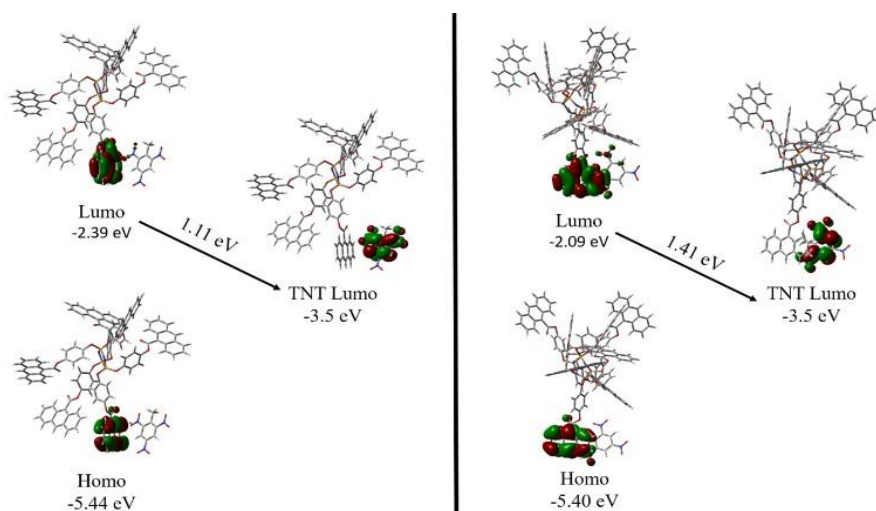 Lumo
-2.39 eV
1.11 eV
TNT Lumo
-3.5 eV
Homo
-5.44 eV
Lumo
-2.09 eV
1.41 eV
TNT Lumo
-3.5 eV
Homo
-5.40 eV